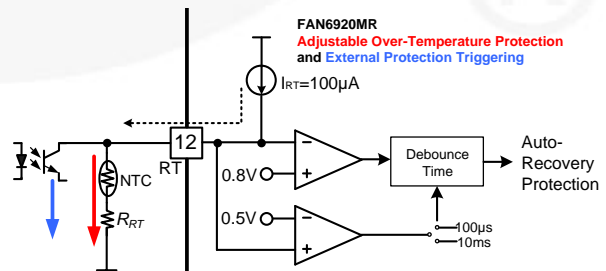 FAN6920MR
Adjustable Over-Temperature Protection
and External Protection Triggering
IRT=100µA
12
RT
NTC
RRT
0.8V
0.5V
−
+
−
+
Debounce
Time
Auto-
Recovery
Protection
100µs
10ms